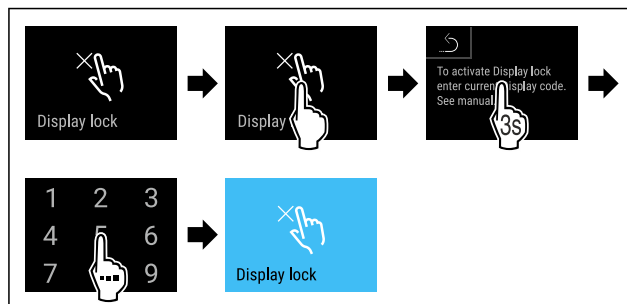 Display lock
Display
To activate Display lock
enter current display code.
See manual
3s
1 2 3
4 5 6
7 9
Display lock